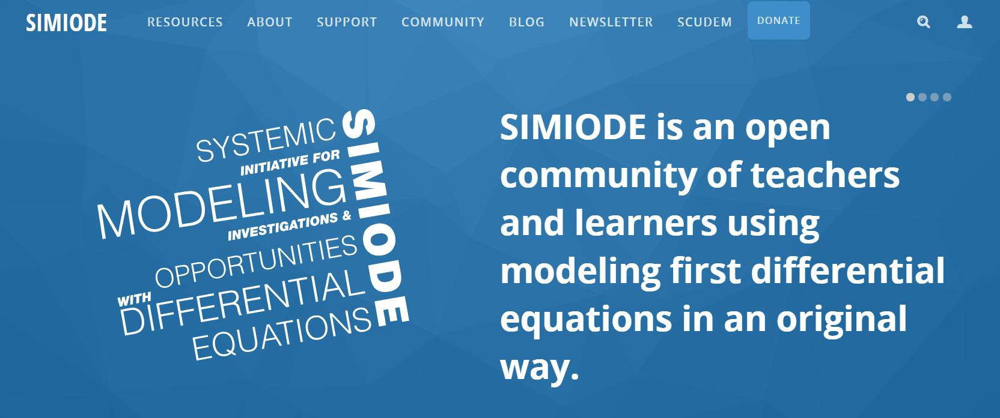 SIMIODE RESOURCES ABOUT SUPPORT COMMUNITY BLOG NEWSLETTER SCUDEM DONATE
SYSTEMIC
INITIATIVE FOR
MODELING
INVESTIGATIONS &
OPPORTUNITIES
WITH
DIFFERENTIAL
EQUATIONS
SIMIODE
SIMIODE is an open
community of teachers
and learners using
modeling first differential
equations in an original
way.